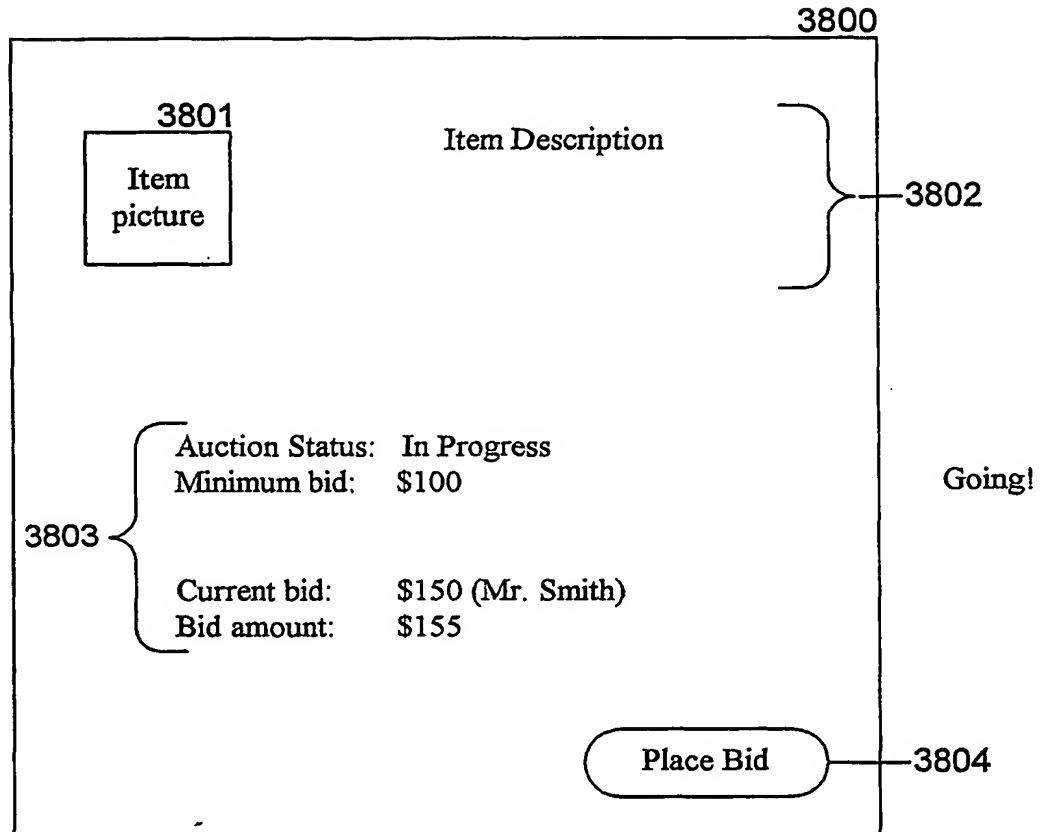 3800
3801
Item
picture
Item Description
3802
Auction Status: In Progress
Minimum bid: $100
Going!
3803
Current bid: $150 (Mr. Smith)
Bid amount: $155
Place Bid
3804